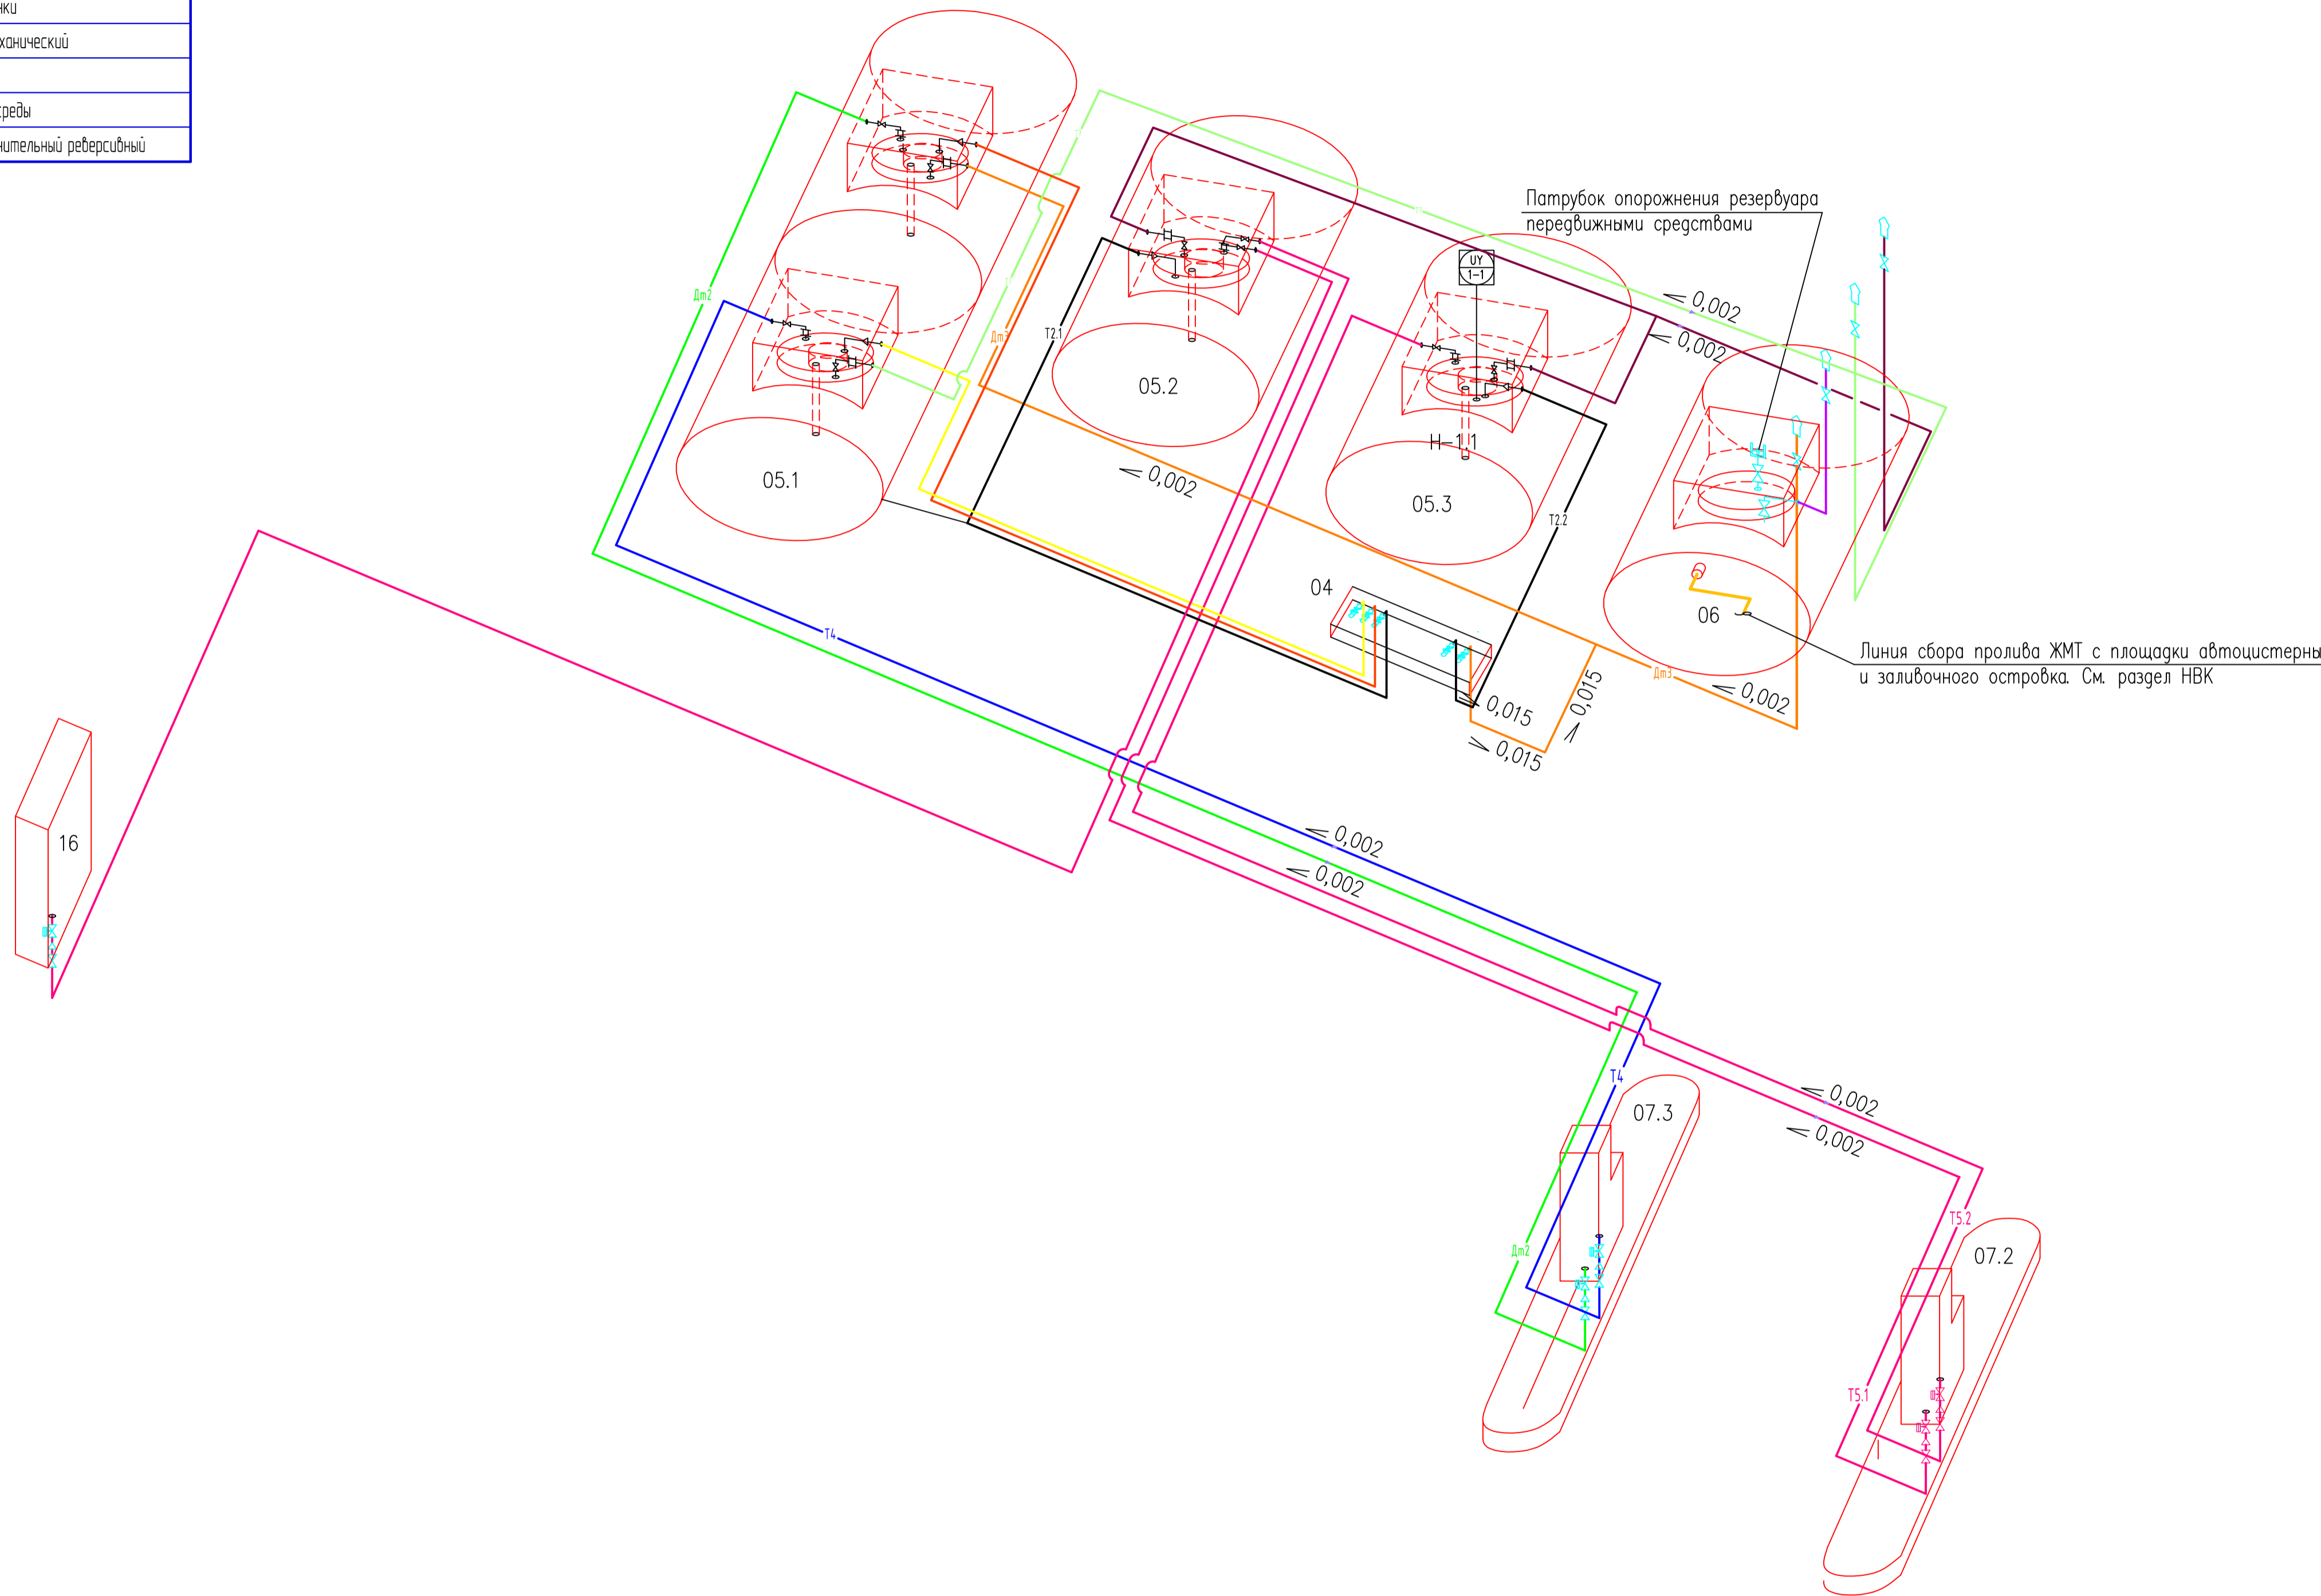 нки
ханический
среды
нительный реверсивный
Патрубок опорожнения резервуара
передвижными средствами
UY
1-1
0,002
0,002
Дт2
Т2.1
05.2
05.1
0,002
Н-1.1
05.3
Т2.2
04
06
Линия сбора пролива ЖМТ с площадки автоцистерны
и заливочного островка. См. раздел НВК
Т4
Дт3
0,002
0,015
0,015
0,015
16
0,002
0,002
Т4
07.3
0,002
0,002
Т5.2
07.2
Дт2
Т5.1